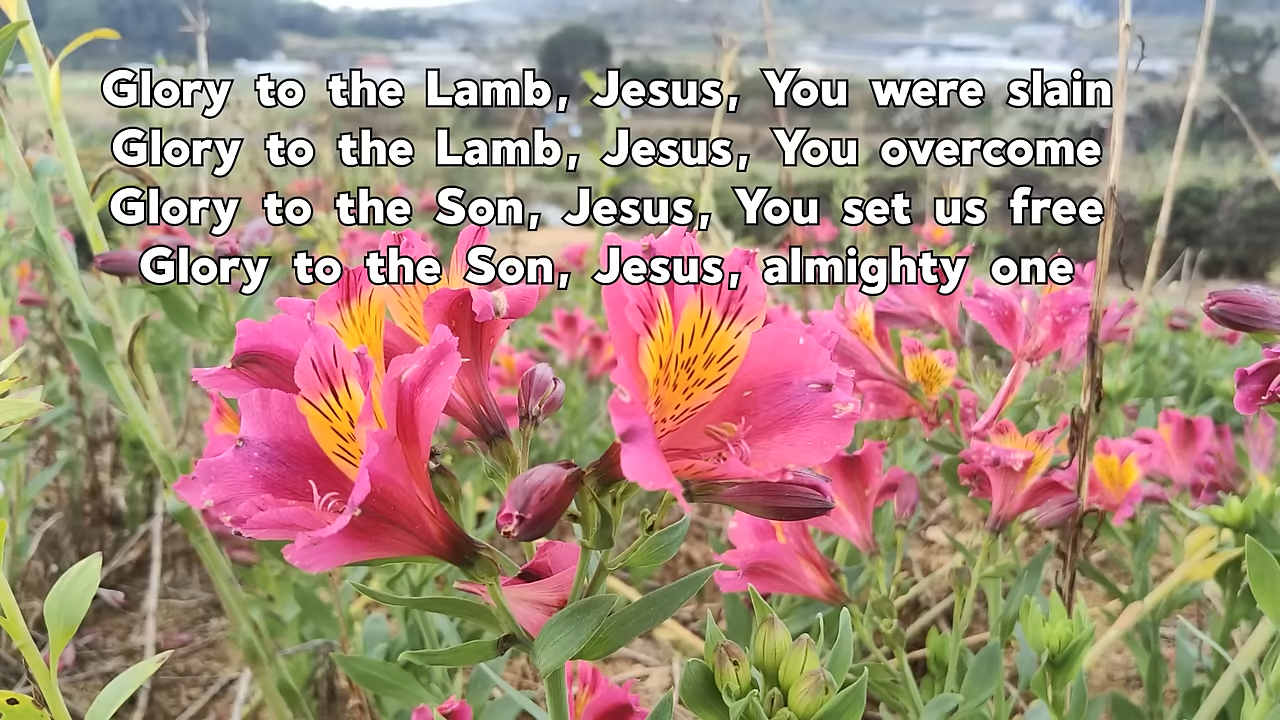 Glory to the Lamb, Jesus, You were slain
Glory to the Lamb, Jesus, You overcome
Glory to the Son, Jesus, You set us free
Glory to the Son, Jesus, almighty one